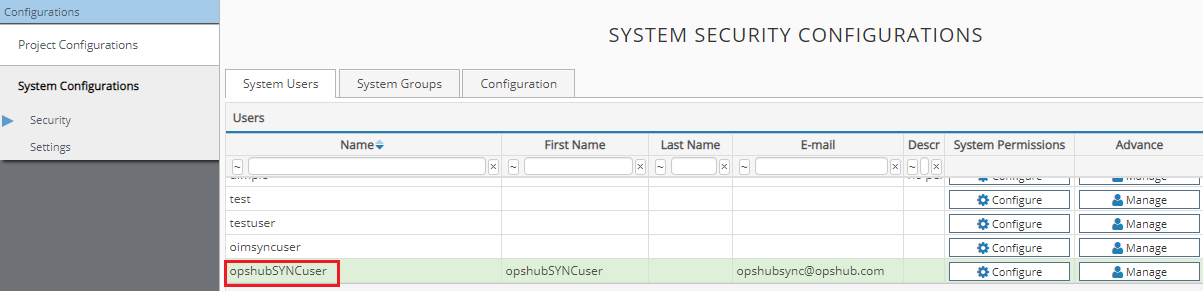 Configurations
Project Configurations
System Configurations
Security
Settings
SYSTEM SECURITY CONFIGURATIONS
System Users System Groups Configuration
Users
Name First Name Last Name E-mail Descr System Permissions Advance
~ × ~ × ~ × ~ × ~ ×
Configure Manage
test Configure Manage
testuser Configure Manage
oimsyncuser Configure Manage
opshubSYNCuser opshubSYNCuser opshubsync@opshub.com Configure Manage